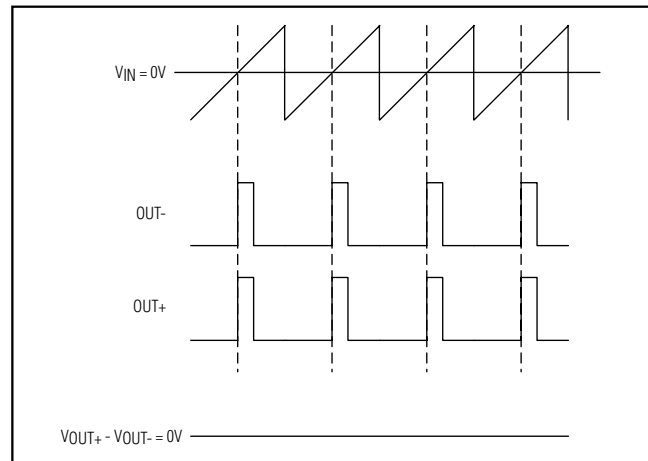 VIN = 0V
OUT-
OUT+
VOUT+ - VOUT- = 0V